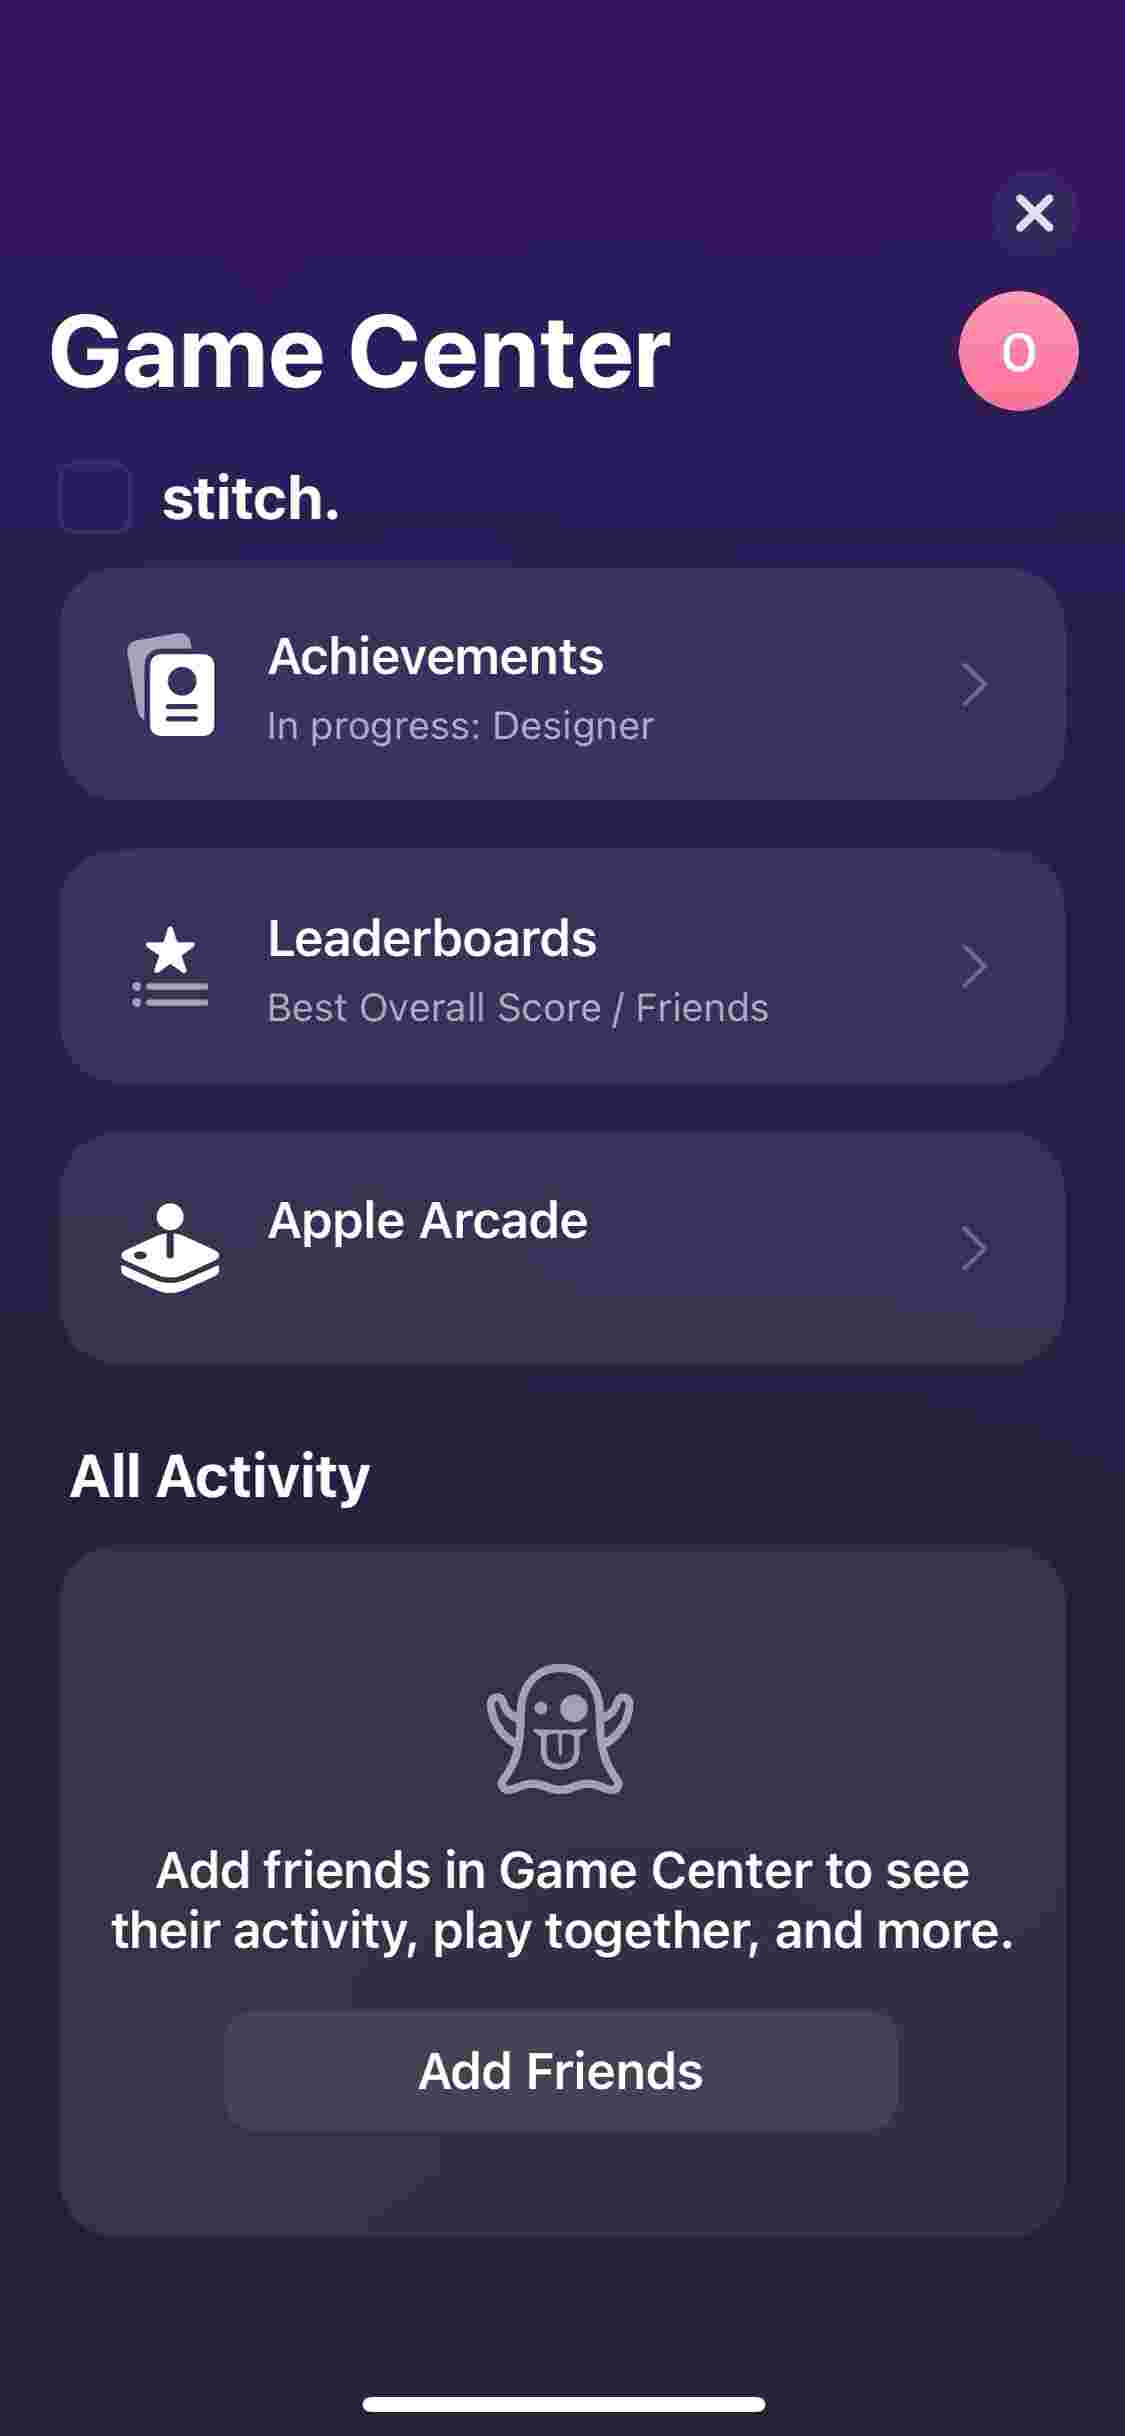 Game Center
O
stitch.
Achievements
In progress: Designer
Leaderboards
Best Overall Score / Friends
Apple Arcade
All Activity
Add friends in Game Center to see
their activity, play together, and more.
Add Friends